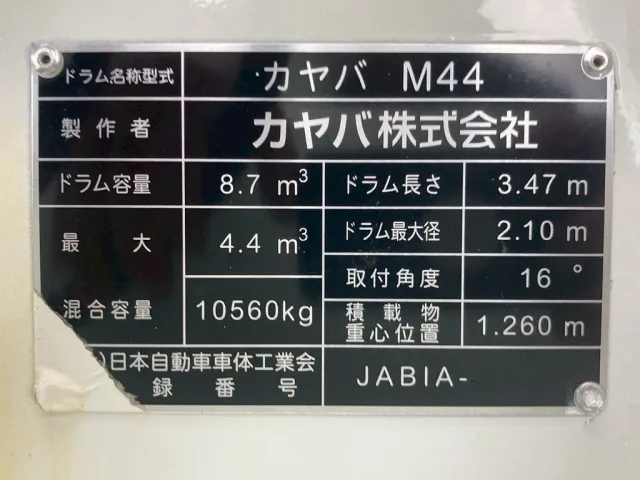 ドラム名称型式 カヤバ M44
製作者 カヤバ株式会社
ドラム容量 8.7 m³ ドラム長さ 3.47 m
最大 4.4 m³ ドラム最大径 2.10 m
取付角度 16°
混合容量 10560kg 積載物
重心位置 1.260 m
)日本自動車車体工業会
録番号 JABIA-